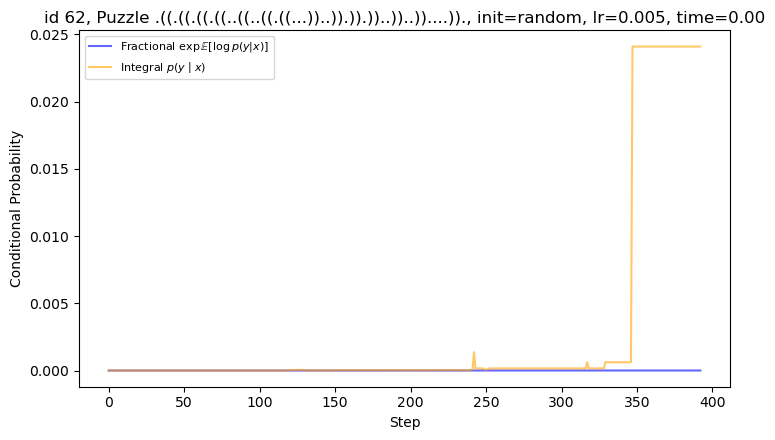 id 62, Puzzle .((.((.((.((..((..((.((...))..)).)).))..))..))....))., init=random, lr=0.005, time=0.00
Fractional exp𝔼[log p(y|x)]
Integral p(y | x)
Conditional Probability
0.025
0.020
0.015
0.010
0.005
0.000
0 50 100 150 200 250 300 350 400
Step